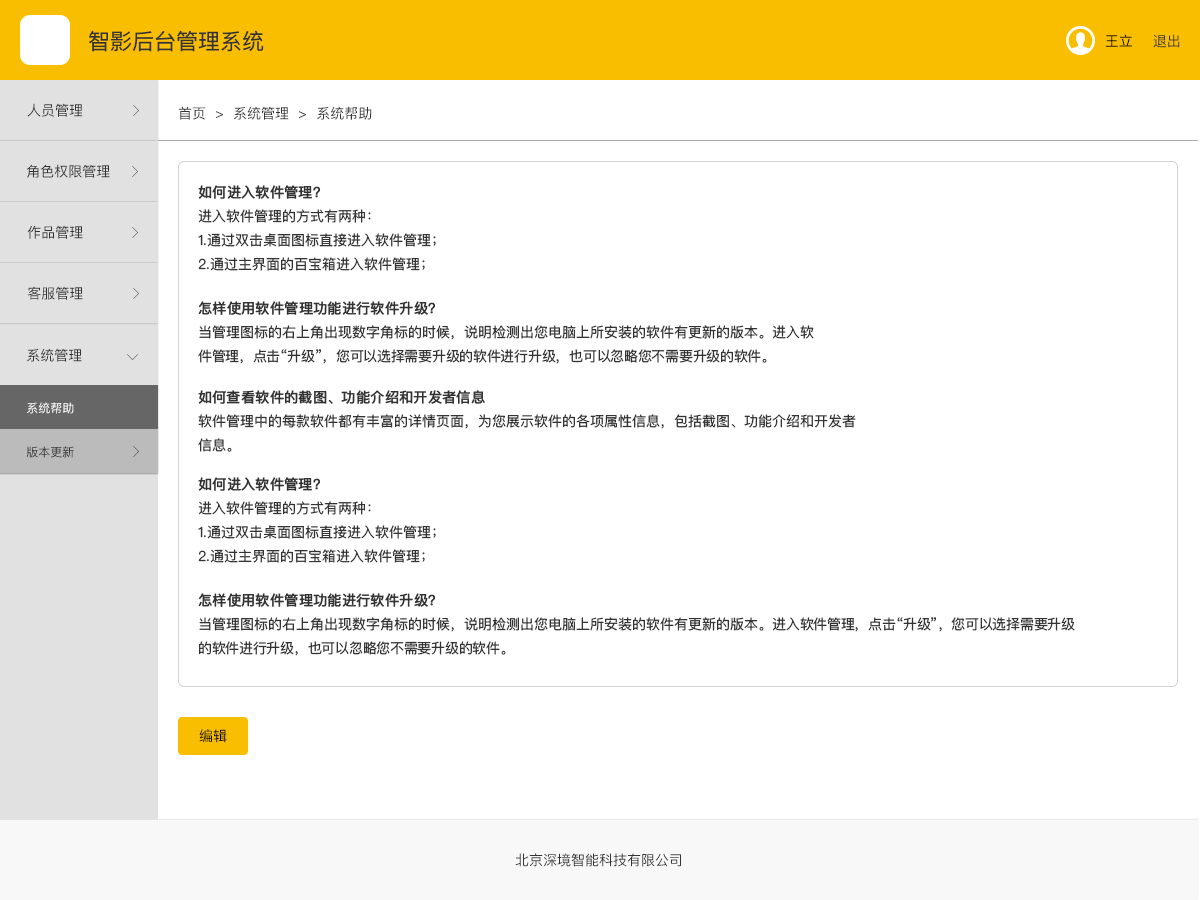 智影后台管理系统
王立
退出
人员管理
角色权限管理
作品管理
客服管理
系统管理
系统帮助
版本更新
首页 > 系统管理 > 系统帮助
如何进入软件管理?
进入软件管理的方式有两种：
1.通过双击桌面图标直接进入软件管理；
2.通过主界面的百宝箱进入软件管理；
怎样使用软件管理功能进行软件升级?
当管理图标的右上角出现数字角标的时候，说明检测出您电脑上所安装的软件有更新的版本。进入软
件管理，点击“升级”，您可以选择需要升级的软件进行升级，也可以忽略您不需要升级的软件。
如何查看软件的截图、功能介绍和开发者信息
软件管理中的每款软件都有丰富的详情页面，为您展示软件的各项属性信息，包括截图、功能介绍和开发者
信息。
如何进入软件管理?
进入软件管理的方式有两种：
1.通过双击桌面图标直接进入软件管理；
2.通过主界面的百宝箱进入软件管理；
怎样使用软件管理功能进行软件升级?
当管理图标的右上角出现数字角标的时候，说明检测出您电脑上所安装的软件有更新的版本。进入软件管理，点击“升级”，您可以选择需要升级
的软件进行升级，也可以忽略您不需要升级的软件。
编辑
北京深境智能科技有限公司